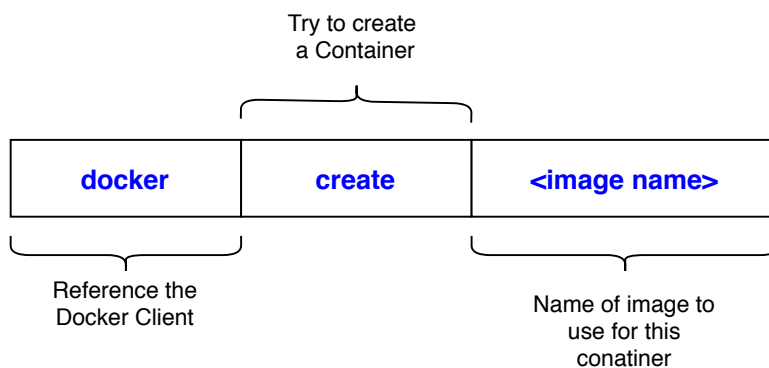 Try to create
a Container
docker create <image name>
Reference the
Docker Client
Name of image to
use for this
conatiner